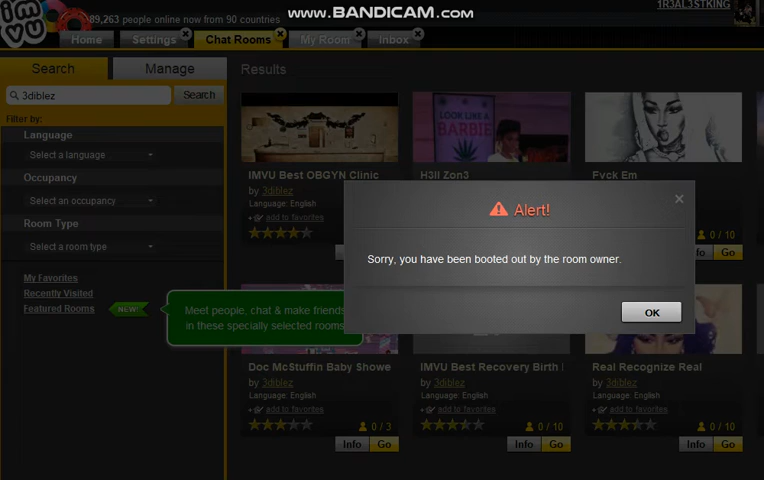 www.BANDICAM.com
1R3AL3STKING
imvu
89,263 people online now from 90 countries
Home
Settings
Chat Rooms
My Room
Inbox
Search
Manage
Results
3diblez
Search
Filter by:
Language
Select a language
Occupancy
Select an occupancy
Room Type
Select a room type
My Favorites
Recently Visited
Featured Rooms
NEW!
Meet people, chat & make friends
in these specially selected rooms
LOOK LIKE A
BARBIE
IMVU Best OBGYN Clinic
by 3diblez
Language: English
+ add to favorites
H3ll Zon3
Fvck Em
0 / 10
Go
Alert!
Sorry, you have been booted out by the room owner.
OK
Doc McStuffin Baby Showe
by 3diblez
Language: English
+ add to favorites
0 / 3
Info
Go
IMVU Best Recovery Birth
by 3diblez
Language: English
+ add to favorites
0 / 10
Info
Go
Real Recognize Real
by 3diblez
Language: English
+ add to favorites
0 / 10
Info
Go